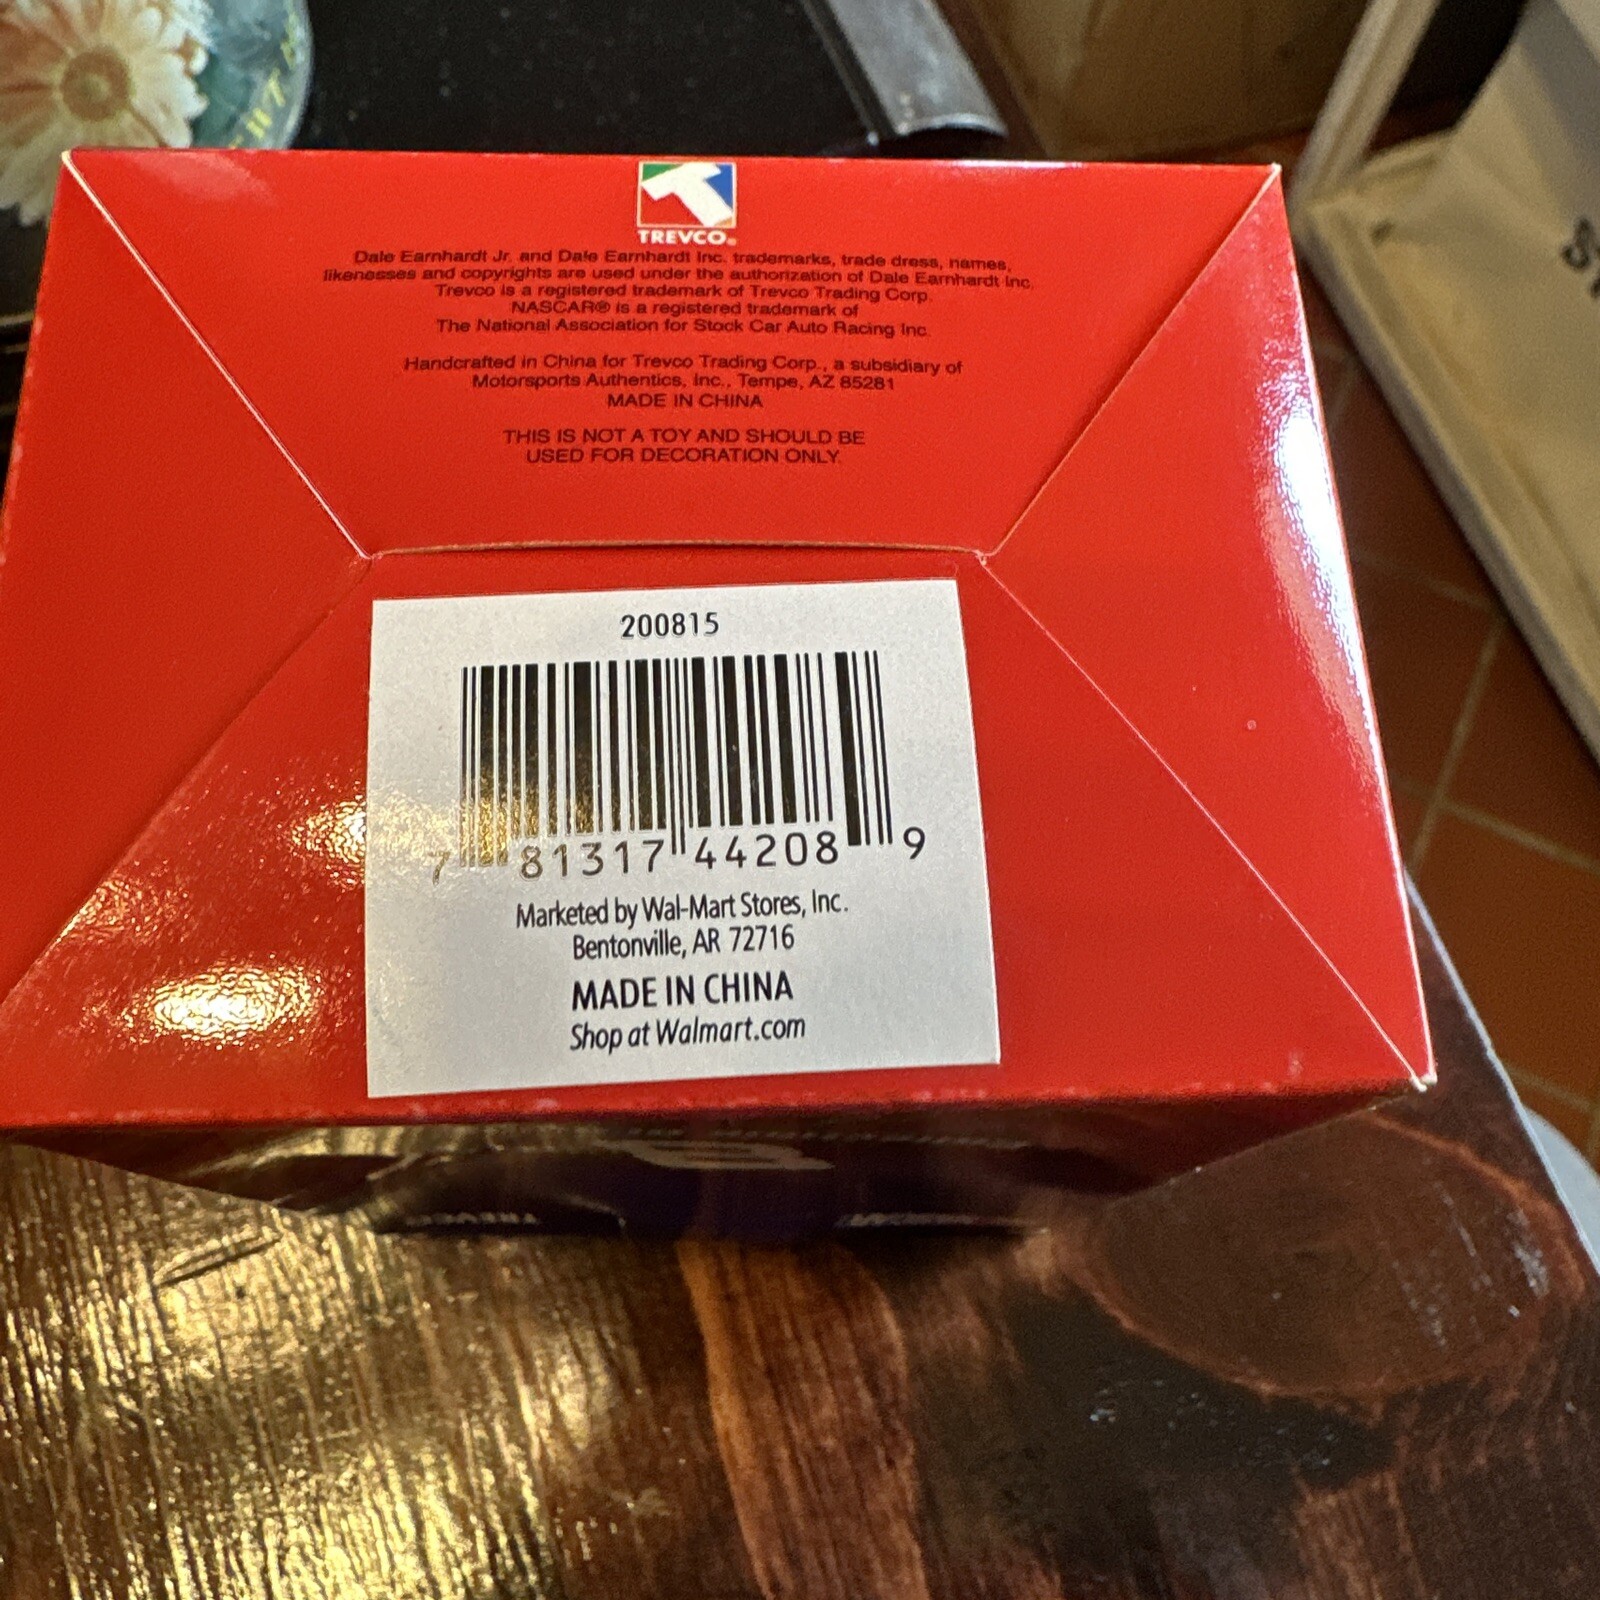 TREVCO®
Dale Earnhardt Jr. and Dale Earnhardt Inc. trademarks, trade dress, names,
likenesses and copyrights are used under the authorization of Dale Earnhardt Inc.
Trevco is a registered trademark of Trevco Trading Corp.
NASCAR® is a registered trademark of
The National Association for Stock Car Auto Racing Inc.
Handcrafted in China for Trevco Trading Corp., a subsidiary of
Motorsports Authentics, Inc., Tempe, AZ 85281
MADE IN CHINA
THIS IS NOT A TOY AND SHOULD BE
USED FOR DECORATION ONLY.
200815
7 81317 44208 9
Marketed by Wal-Mart Stores, Inc.
Bentonville, AR 72716
MADE IN CHINA
Shop at Walmart.com